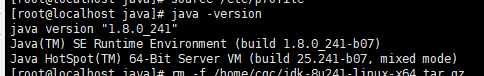 [root@localhost java]# source /etc/profile
[root@localhost java]# java -version
java version "1.8.0_241"
Java(TM) SE Runtime Environment (build 1.8.0_241-b07)
Java HotSpot(TM) 64-Bit Server VM (build 25.241-b07, mixed mode)
[root@localhost java]# rm -f /home/cgc/jdk-8u241-linux-x64.tar.gz